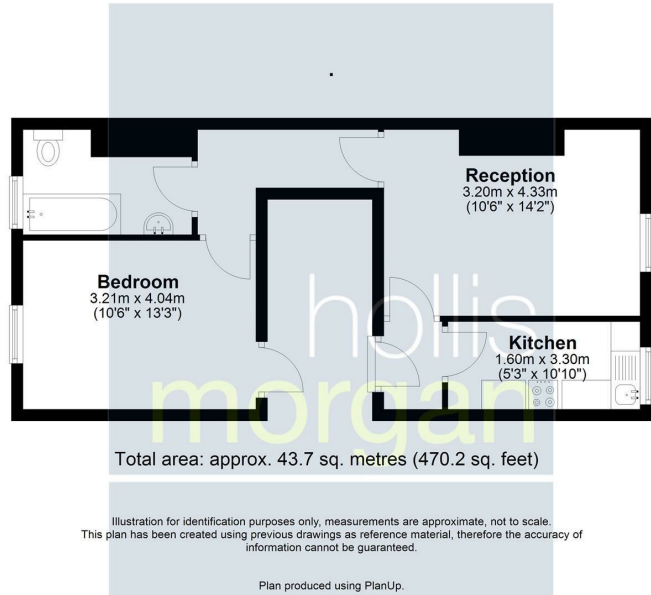 Reception
3.20m x 4.33m
(10'6" x 14'2")
Bedroom
3.21m x 4.04m
(10'6" x 13'3")
hollis
morgan
Kitchen
1.60m x 3.30m
(5'3" x 10'10")
Total area: approx. 43.7 sq. metres (470.2 sq. feet)
Illustration for identification purposes only, measurements are approximate, not to scale.
This plan has been created using previous drawings as reference material, therefore the accuracy of
information cannot be guaranteed.
Plan produced using PlanUp.